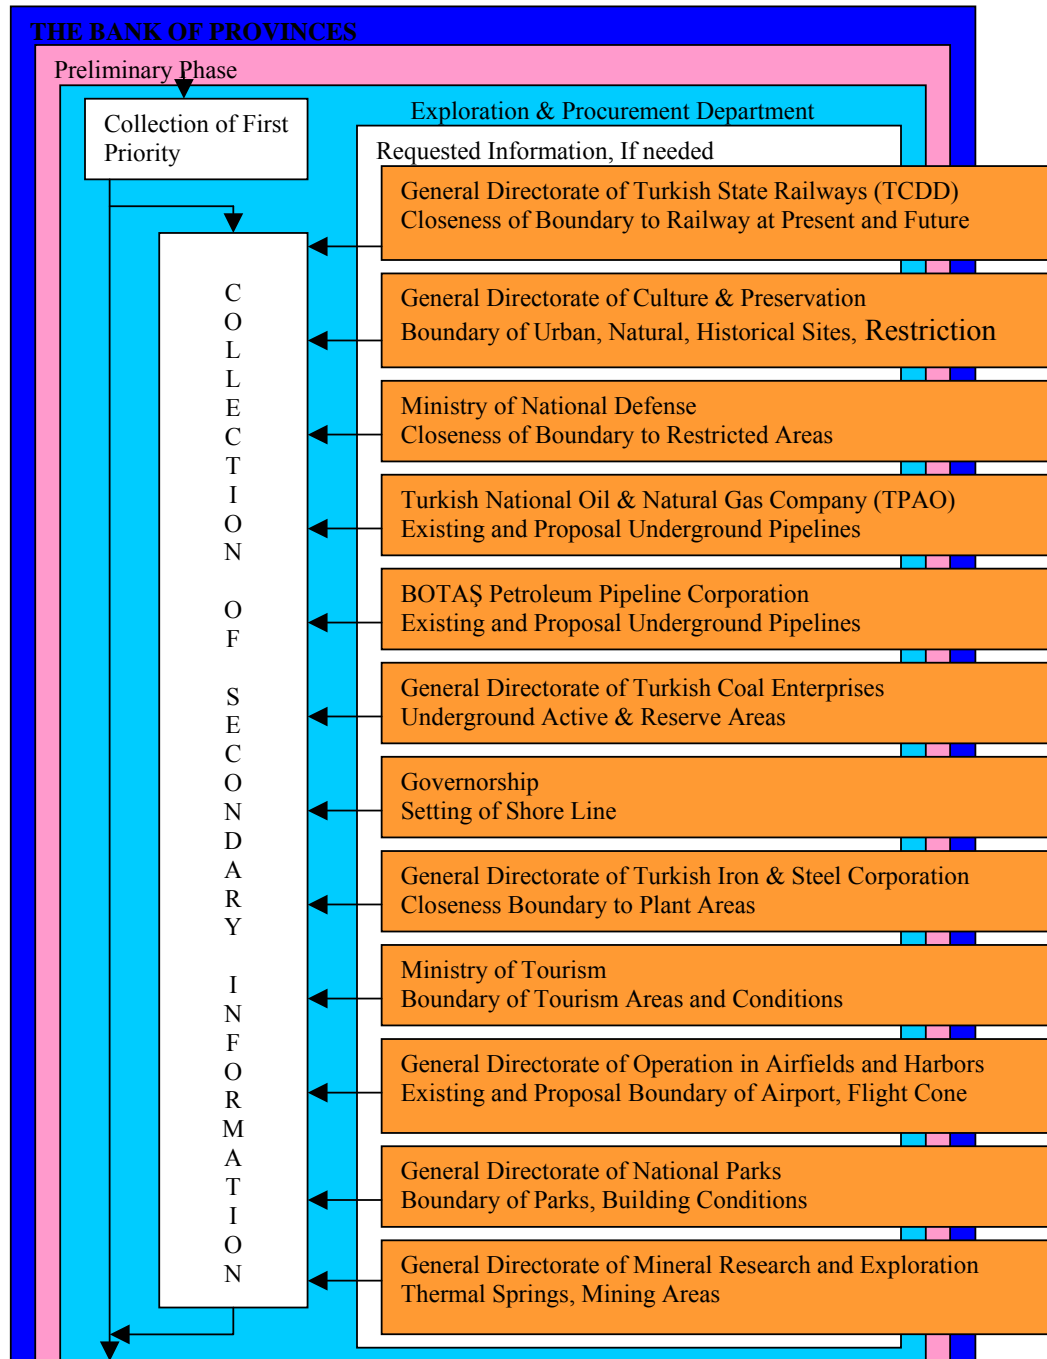 THE BANK OF PROVINCES
Preliminary Phase
Collection of First
Priority
Exploration & Procurement Department
Requested Information, If needed
COLLECTION OF SECONDARY INFORMATION
General Directorate of Turkish State Railways (TCDD)
Closeness of Boundary to Railway at Present and Future
General Directorate of Culture & Preservation
Boundary of Urban, Natural, Historical Sites, Restriction
Ministry of National Defense
Closeness of Boundary to Restricted Areas
Turkish National Oil & Natural Gas Company (TPAO)
Existing and Proposal Underground Pipelines
BOTAŞ Petroleum Pipeline Corporation
Existing and Proposal Underground Pipelines
General Directorate of Turkish Coal Enterprises
Underground Active & Reserve Areas
Governorship
Setting of Shore Line
General Directorate of Turkish Iron & Steel Corporation
Closeness Boundary to Plant Areas
Ministry of Tourism
Boundary of Tourism Areas and Conditions
General Directorate of Operation in Airfields and Harbors
Existing and Proposal Boundary of Airport, Flight Cone
General Directorate of National Parks
Boundary of Parks, Building Conditions
General Directorate of Mineral Research and Exploration
Thermal Springs, Mining Areas